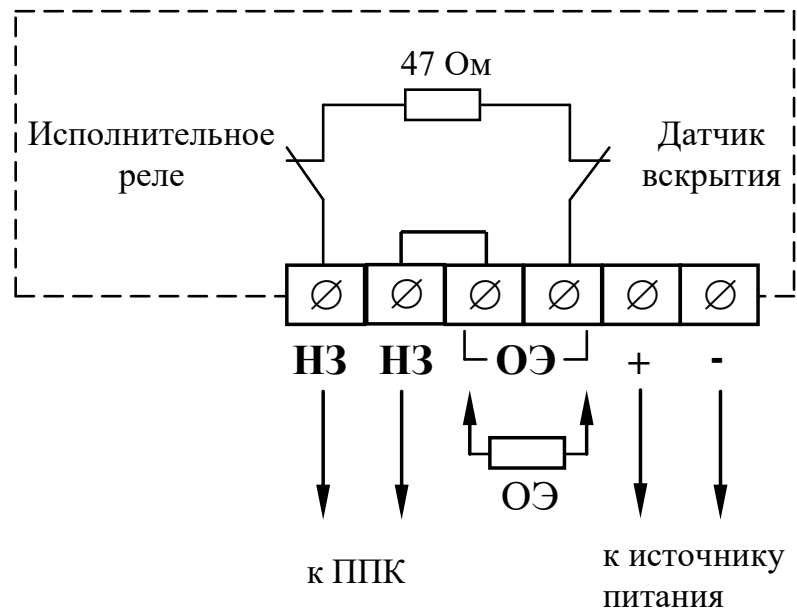 47 Ом
Исполнительное
реле
Датчик
вскрытия
НЗ НЗ ОЭ + -
ОЭ
к ППК
к источнику
питания